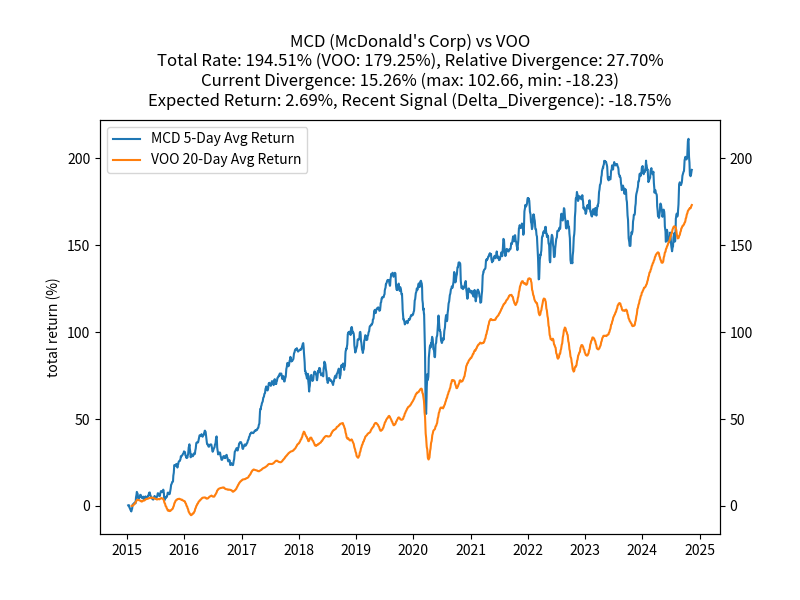 MCD (McDonald's Corp) vs VOO
Total Rate: 194.51% (VOO: 179.25%), Relative Divergence: 27.70%
Current Divergence: 15.26% (max: 102.66, min: -18.23)
Expected Return: 2.69%, Recent Signal (Delta_Divergence): -18.75%
MCD 5-Day Avg Return
VOO 20-Day Avg Return
200
150
100
50
0
total return (%)
200
150
100
50
0
2015 2016 2017 2018 2019 2020 2021 2022 2023 2024 2025